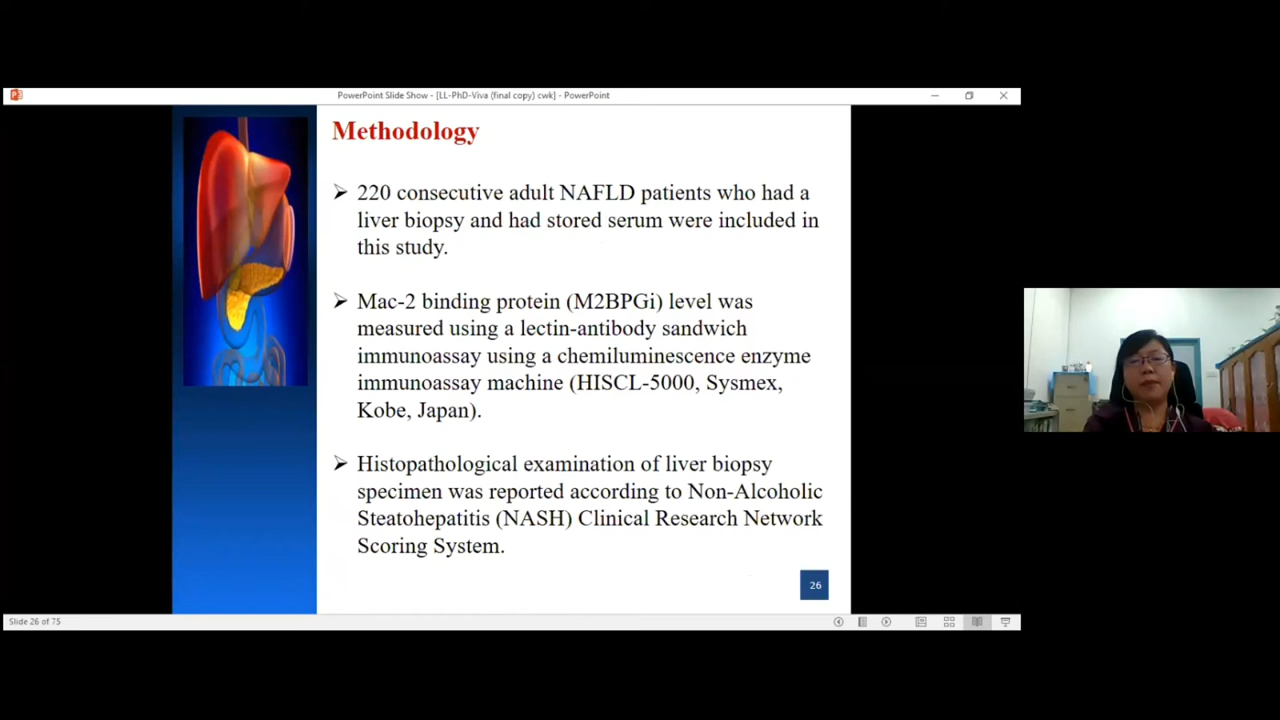 PowerPoint Slide Show - [LL-PhD-Viva (final copy) cwk] - PowerPoint
Methodology
220 consecutive adult NAFLD patients who had a
liver biopsy and had stored serum were included in
this study.
Mac-2 binding protein (M2BPGi) level was
measured using a lectin-antibody sandwich
immunoassay using a chemiluminescence enzyme
immunoassay machine (HISCL-5000, Sysmex,
Kobe, Japan).
Histopathological examination of liver biopsy
specimen was reported according to Non-Alcoholic
Steatohepatitis (NASH) Clinical Research Network
Scoring System.
26
Slide 26 of 75